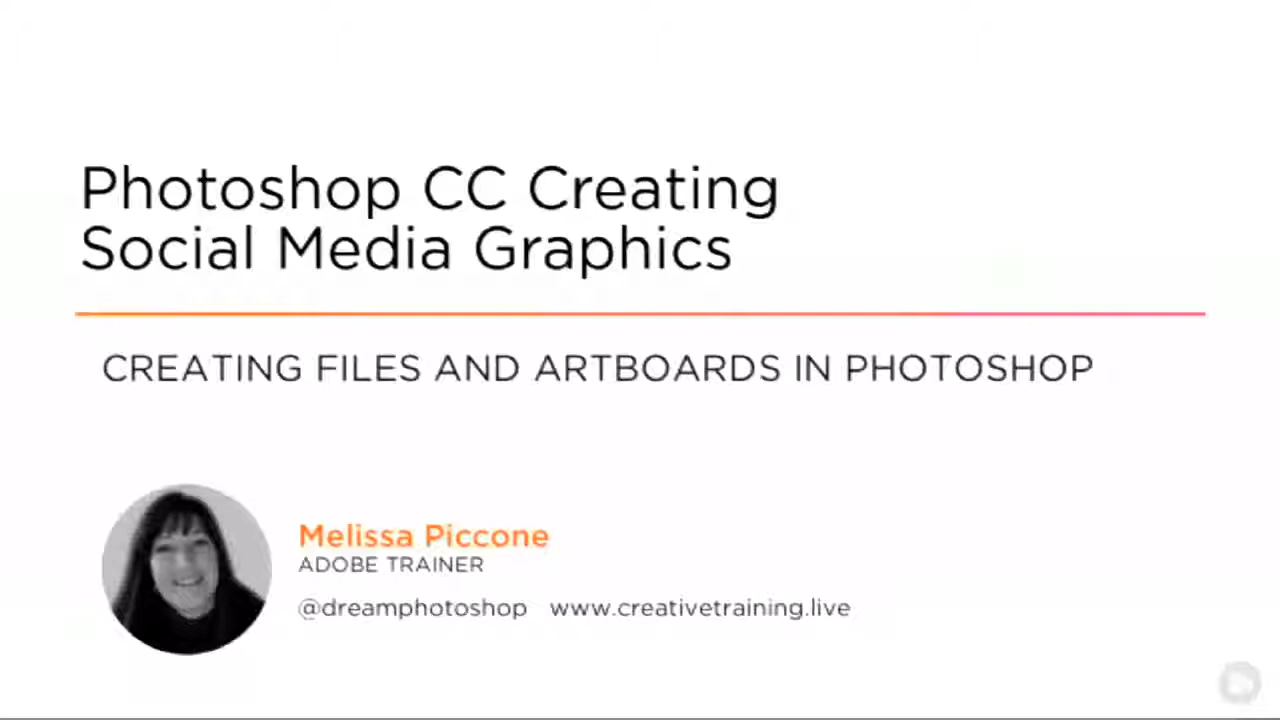 Photoshop CC Creating
Social Media Graphics
CREATING FILES AND ARTBOARDS IN PHOTOSHOP
Melissa Piccone
ADOBE TRAINER
@dreamphotoshop www.creativetraining.live